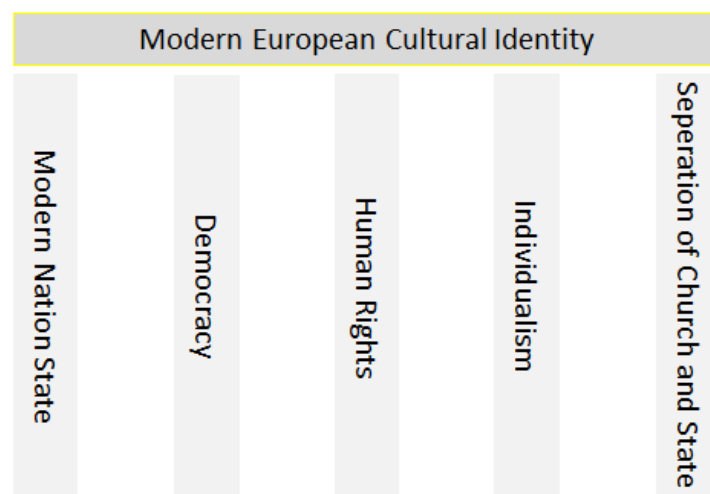 Modern European Cultural Identity
Modern Nation State
Democracy
Human Rights
Individualism
Seperation of Church and State